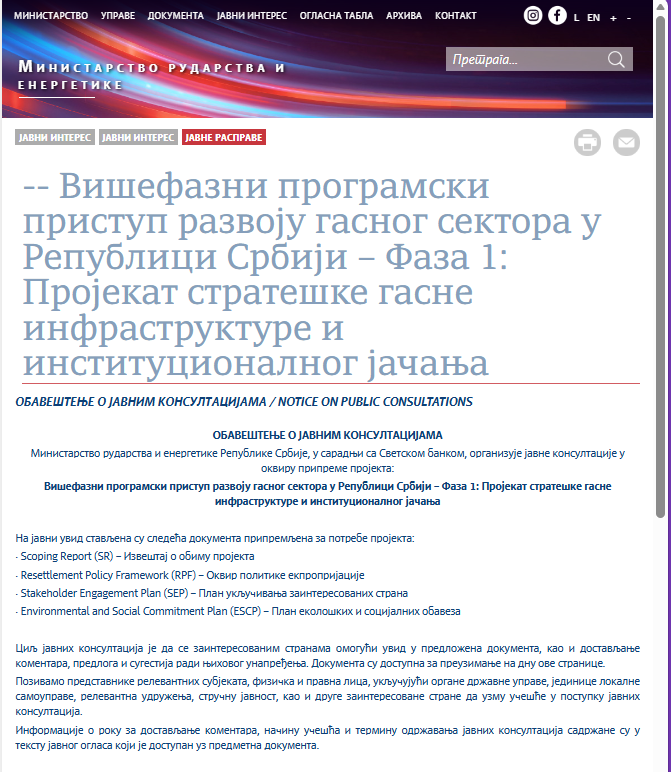 МИНИСТАРСТВО УПРАВЕ ДОКУМЕНТА ЈАВНИ ИНТЕРЕС ОГЛАСНА ТАБЛА АРХИВА КОНТАКТ L EN + -
Министарство рударства и
енергетике
Претрага...
ЈАВНИ ИНТЕРЕС ЈАВНИ ИНТЕРЕС ЈАВНЕ РАСПРАВЕ
-- Вишефазни програмски
приступ развоју гасног сектора у
Републици Србији – Фаза 1:
Пројекат стратешке гасне
инфраструктуре и
институционалног јачања
ОБАВЕШТЕЊЕ О ЈАВНИМ КОНСУЛТАЦИЈАМА / NOTICE ON PUBLIC CONSULTATIONS
ОБАВЕШТЕЊЕ О ЈАВНИМ КОНСУЛТАЦИЈАМА
Министарство рударства и енергетике Републике Србије, у сарадњи са Светском банком, организује јавне консултације у
оквиру припреме пројекта:
Вишефазни програмски приступ развоју гасног сектора у Републици Србији – Фаза 1: Пројекат стратешке гасне
инфраструктуре и институционалног јачања
На јавни увид стављена су следећа документа припремљена за потребе пројекта:
· Scoping Report (SR) – Извештај о обиму пројекта
· Resettlement Policy Framework (RPF) – Оквир политике експропријације
· Stakeholder Engagement Plan (SEP) – План укључивања заинтересованих страна
· Environmental and Social Commitment Plan (ESCP) – План еколошких и социјалних обавеза
Циљ јавних консултација је да се заинтересованим странама омогући увид у предложена документа, као и достављање
коментара, предлога и сугестија ради њиховог унапређења. Документа су доступна за преузимање на дну ове странице.
Позивамо представнике релевантних субјеката, физичка и правна лица, укључујући органе државне управе, јединице локалне
самоуправе, релевантна удружења, стручну јавност, као и друге заинтересоване стране да узму учешће у поступку јавних
консултација.
Информације о року за достављање коментара, начину учешћа и термину одржавања јавних консултација садржане су у
тексту јавног огласа који је доступан уз предметна документа.